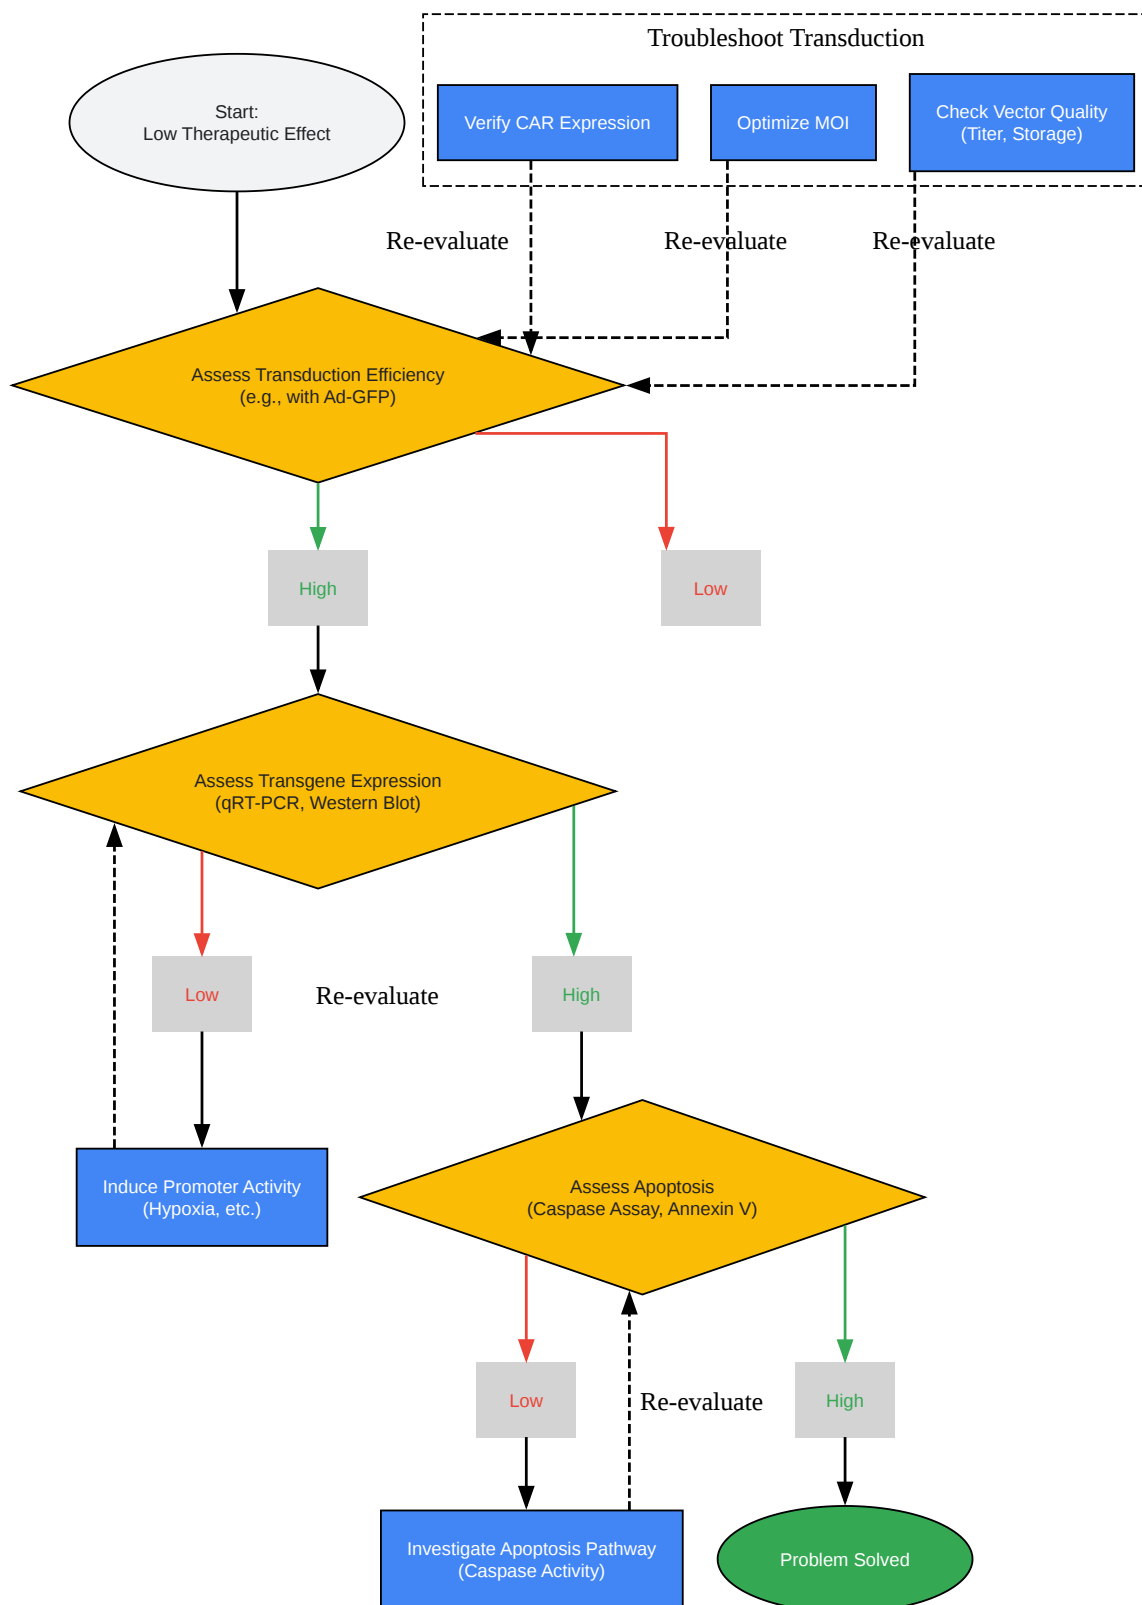 Troubleshoot Transduction
Start:
Low Therapeutic Effect
Verify CAR Expression
Optimize MOI
Check Vector Quality
(Titer, Storage)
Re-evaluate
Re-evaluate
Re-evaluate
Assess Transduction Efficiency
(e.g., with Ad-GFP)
High
Low
Assess Transgene Expression
(qRT-PCR, Western Blot)
Low
Re-evaluate
High
Induce Promoter Activity
(Hypoxia, etc.)
Assess Apoptosis
(Caspase Assay, Annexin V)
Low
Re-evaluate
High
Investigate Apoptosis Pathway
(Caspase Activity)
Problem Solved